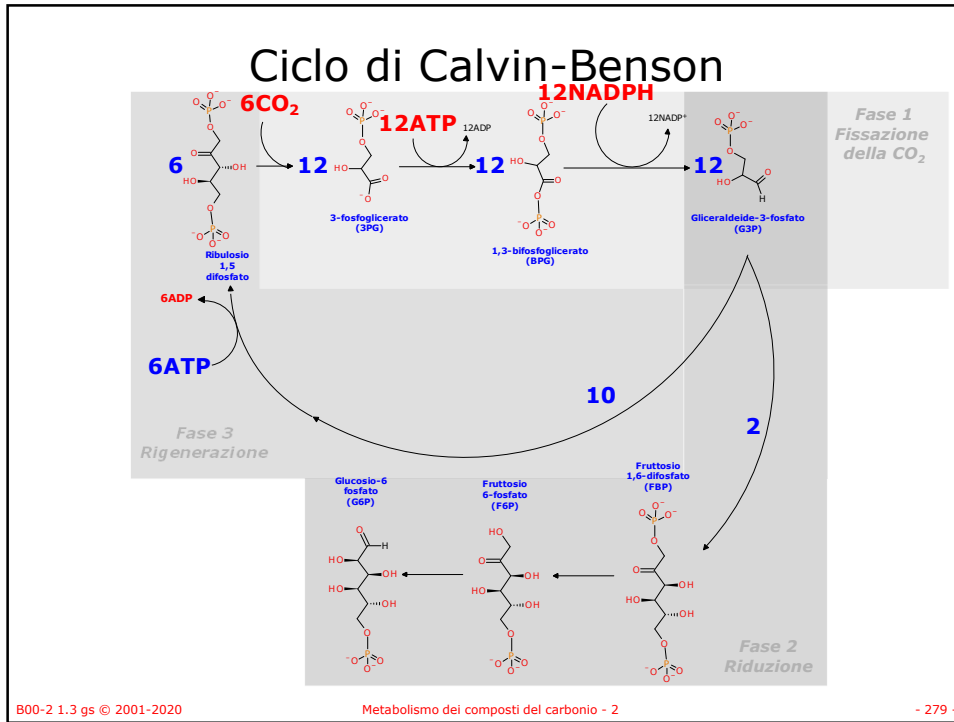 Ciclo di Calvin-Benson
6CO₂
12ATP
12ADP
12NADPH
12NADP⁺
Fase 1
Fissazione
della CO₂
6
12
12
12
Ribulosio
1,5
difosfato
3-fosfoglicerato
(3PG)
1,3-bifosfoglicerato
(BPG)
Gliceraldeide-3-fosfato
(G3P)
6ADP
6ATP
10
2
Fase 3
Rigenerazione
Glucosio-6
fosfato
(G6P)
Fruttosio
6-fosfato
(F6P)
Fruttosio
1,6-difosfato
(FBP)
Fase 2
Riduzione
B00-2 1.3 gs © 2001-2020
Metabolismo dei composti del carbonio - 2
- 279 -